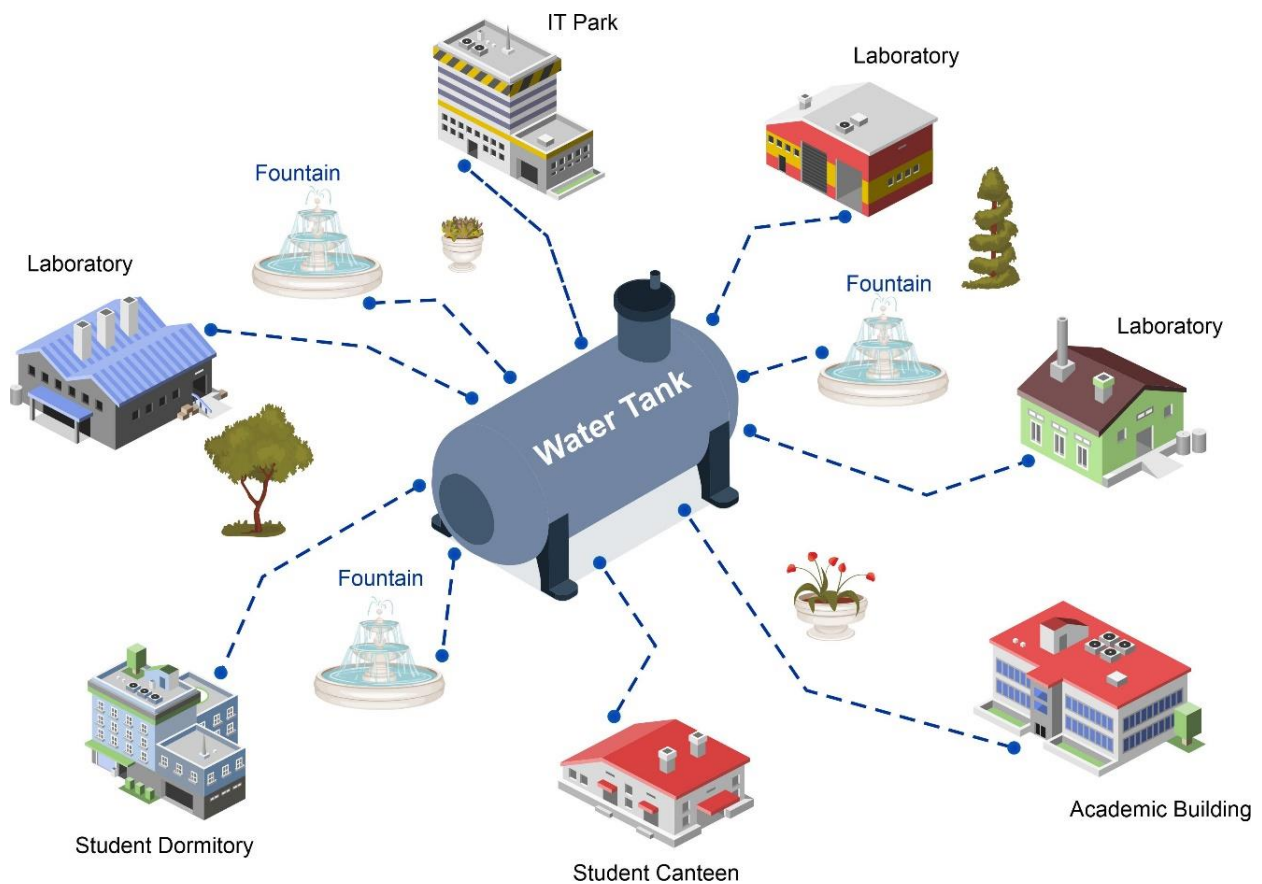 IT Park
Laboratory
Fountain
Laboratory
Fountain
Laboratory
Water Tank
Fountain
Student Dormitory
Student Canteen
Academic Building